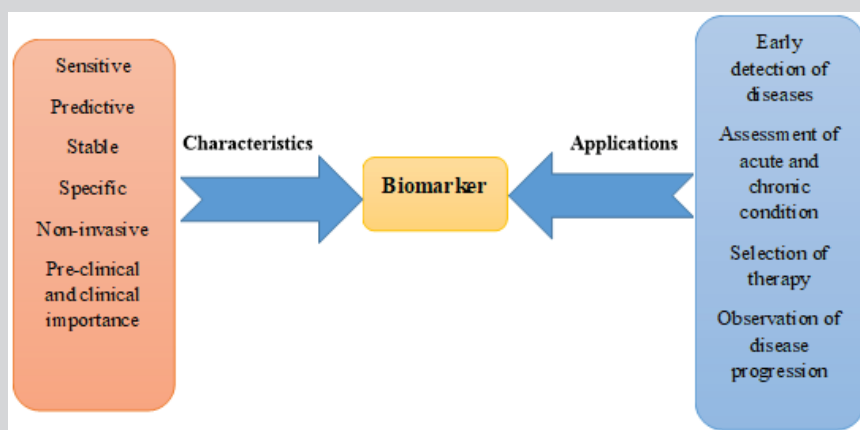 Sensitive
Predictive
Stable
Specific
Non-invasive
Pre-clinical
and clinical
importance
Characteristics
Biomarker
Applications
Early
detection of
diseases
Assessment of
acute and
chronic
condition
Selection of
therapy
Observation of
disease
progression